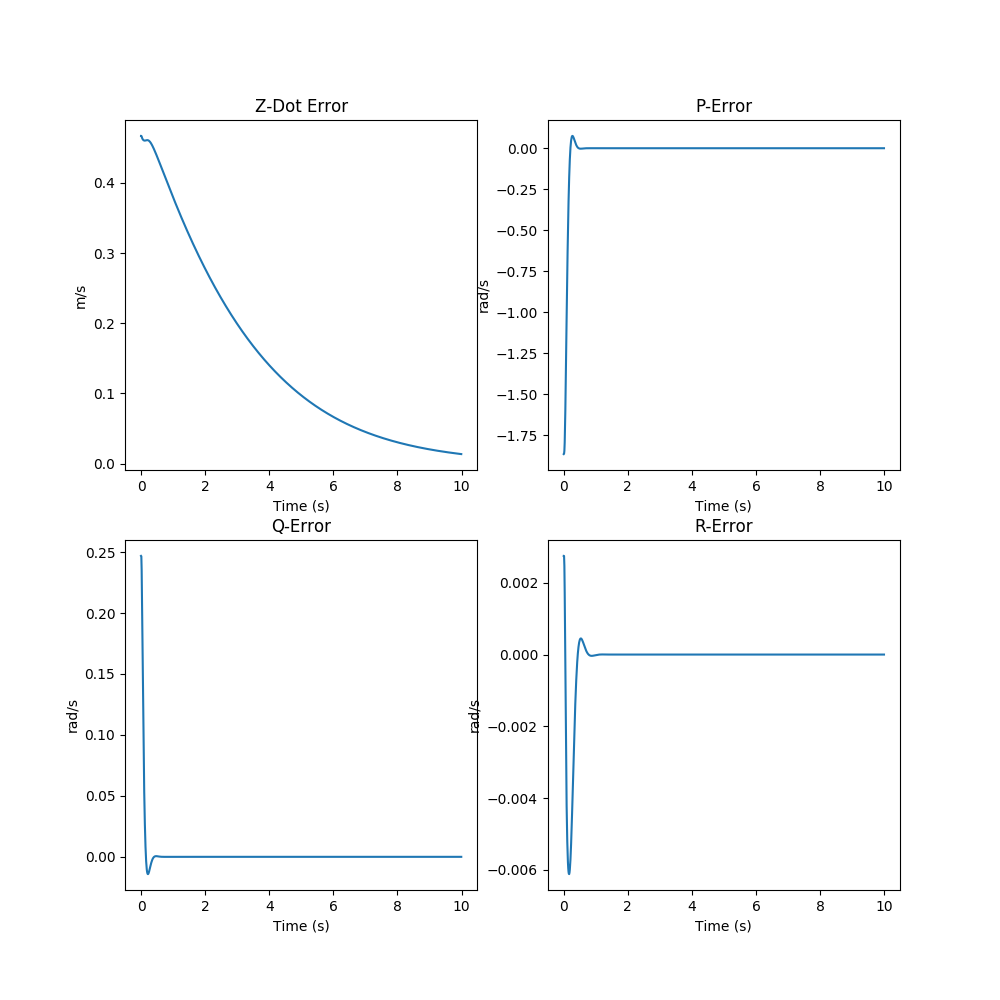 Z-Dot Error
0.4
0.3
0.2
0.1
0.0
m/s
0 2 4 6 8 10
Time (s)
P-Error
0.00
−0.25
−0.50
−0.75
−1.00
−1.25
−1.50
−1.75
rad/s
0 2 4 6 8 10
Time (s)
Q-Error
0.25
0.20
0.15
0.10
0.05
0.00
rad/s
0 2 4 6 8 10
Time (s)
R-Error
0.002
0.000
−0.002
−0.004
−0.006
rad/s
0 2 4 6 8 10
Time (s)